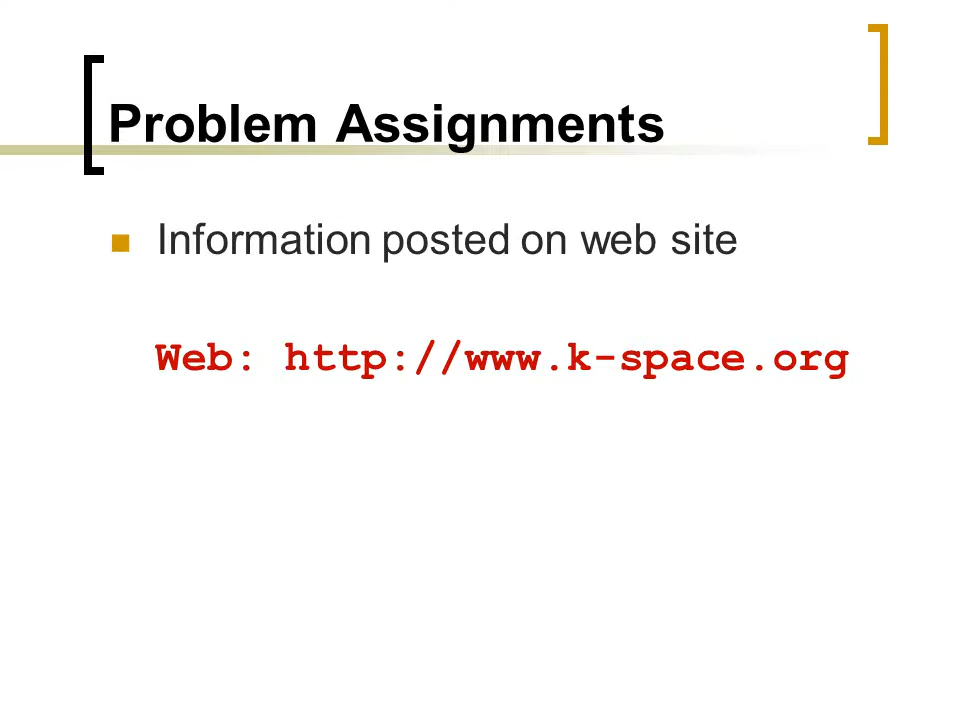 Problem Assignments
Information posted on web site
Web: http://www.k-space.org